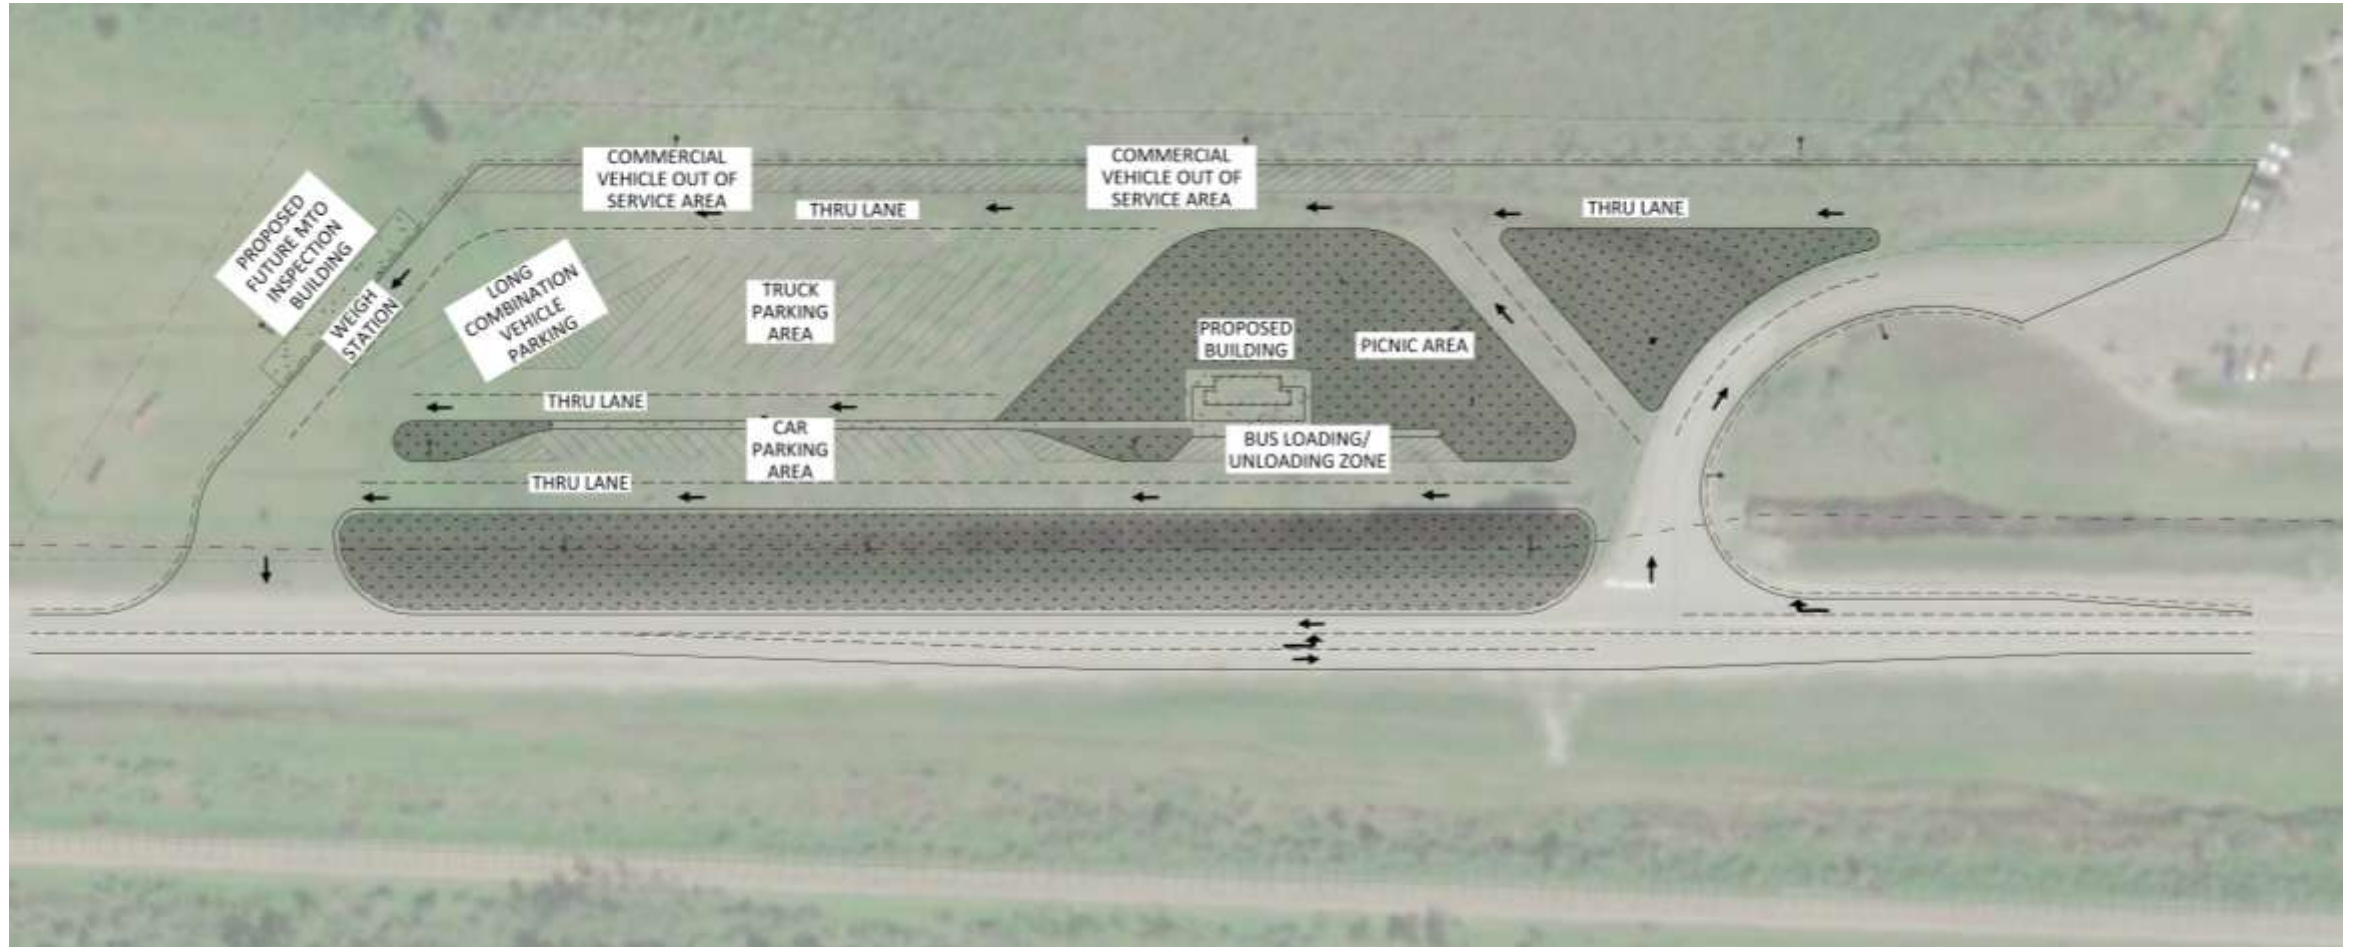 COMMERCIAL
VEHICLE OUT OF
SERVICE AREA
COMMERCIAL
VEHICLE OUT OF
SERVICE AREA
THRU LANE
THRU LANE
PROPOSED
FUTURE MTO
INSPECTION
BUILDING
WEIGH
STATION
LONG
COMBINATION
VEHICLE
PARKING
TRUCK
PARKING
AREA
PROPOSED
BUILDING
PICNIC AREA
THRU LANE
CAR
PARKING
AREA
BUS LOADING/
UNLOADING ZONE
THRU LANE